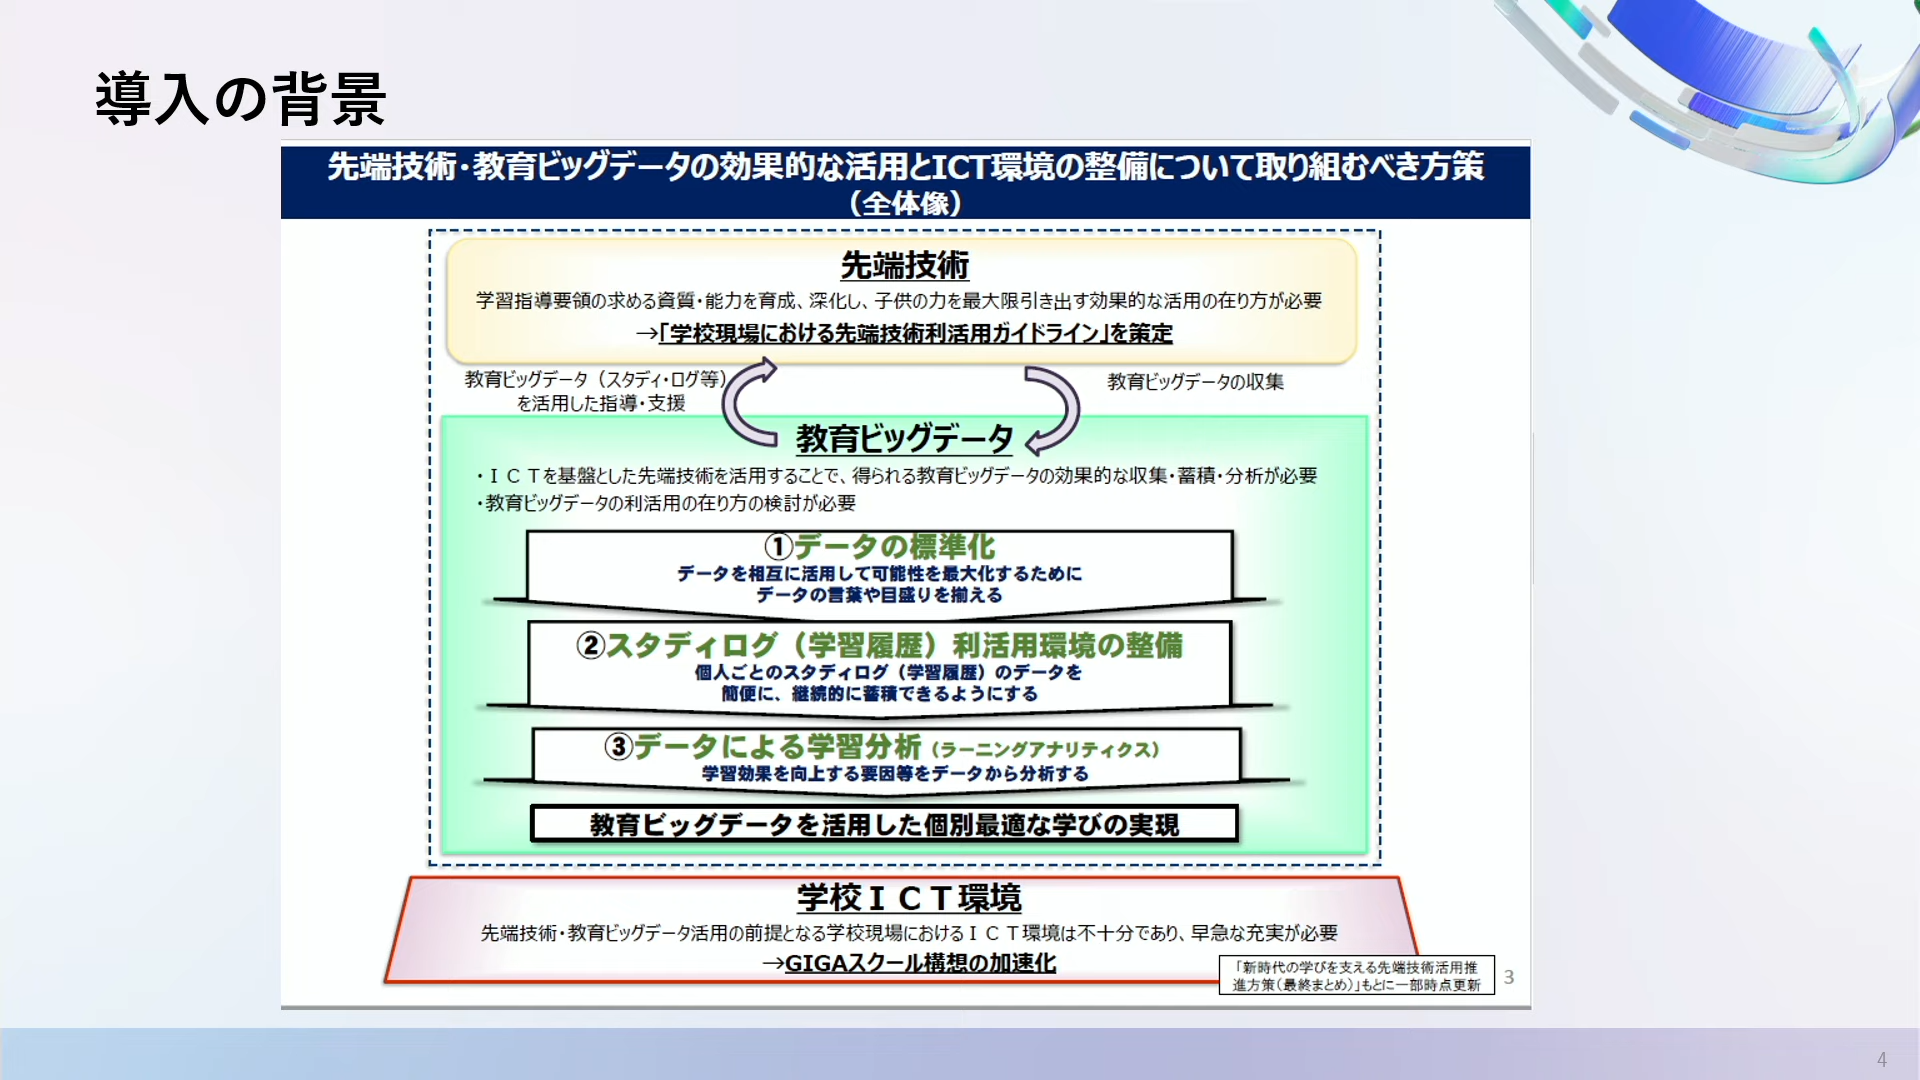 導入の背景
先端技術・教育ビッグデータの効果的な活用とICT環境の整備について取り組むべき方策
（全体像）
先端技術
学習指導要領の求める資質・能力を育成、深化し、子供の力を最大限引き出す効果的な活用の在り方が必要
→「学校現場における先端技術利活用ガイドライン」を策定
教育ビッグデータ（スタディ・ログ等）
を活用した指導・支援
教育ビッグデータの収集
教育ビッグデータ
・ＩＣＴを基盤とした先端技術を活用することで、得られる教育ビッグデータの効果的な収集・蓄積・分析が必要
・教育ビッグデータの利活用の在り方の検討が必要
①データの標準化
データを相互に活用して可能性を最大化するために
データの言葉や目盛りを揃える
②スタディログ（学習履歴）利活用環境の整備
個人ごとのスタディログ（学習履歴）のデータを
簡便に、継続的に蓄積できるようにする
③データによる学習分析（ラーニングアナリティクス）
学習効果を向上する要因等をデータから分析する
教育ビッグデータを活用した個別最適な学びの実現
学校ＩＣＴ環境
先端技術・教育ビッグデータ活用の前提となる学校現場におけるＩＣＴ環境は不十分であり、早急な充実が必要
→GIGAスクール構想の加速化
「新時代の学びを支える先端技術活用推
進方策（最終まとめ）」もとに一部時点更新
3
4